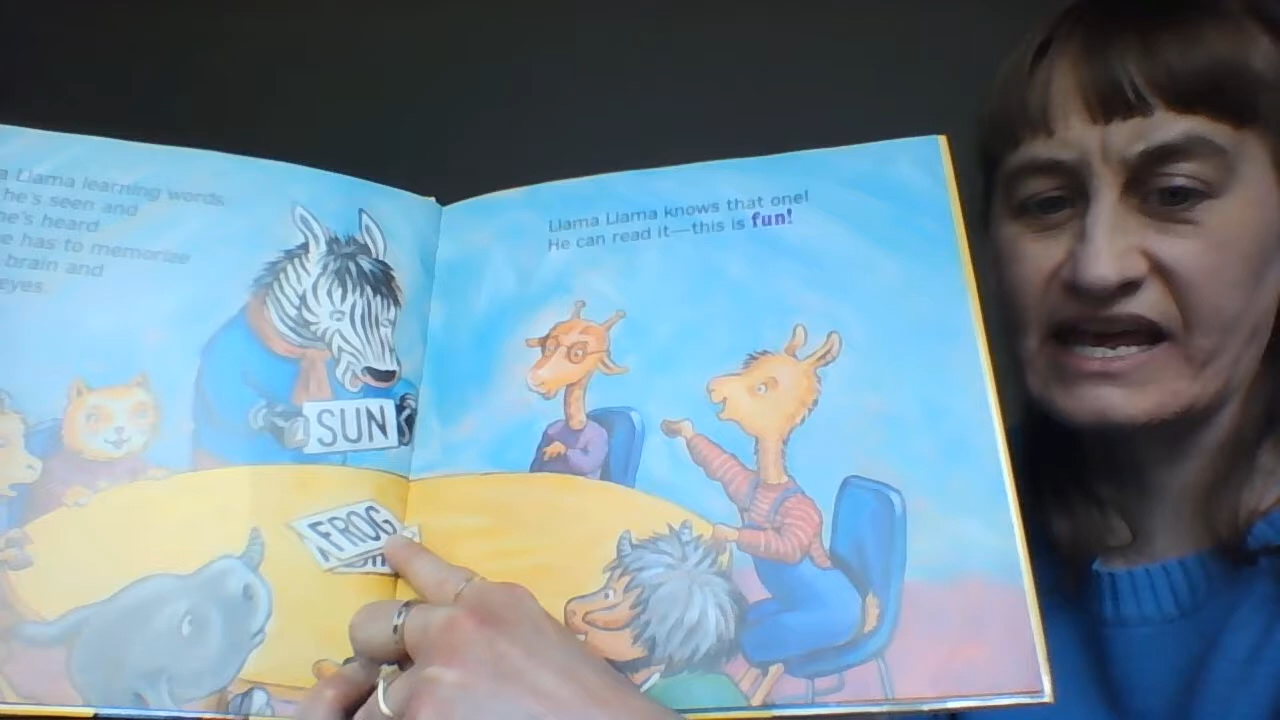 Llama learning words
he's seen and
he's heard
has to memorize
brain and
eyes.
SUN
FROG
Llama Llama knows that one!
He can read it—this is fun!